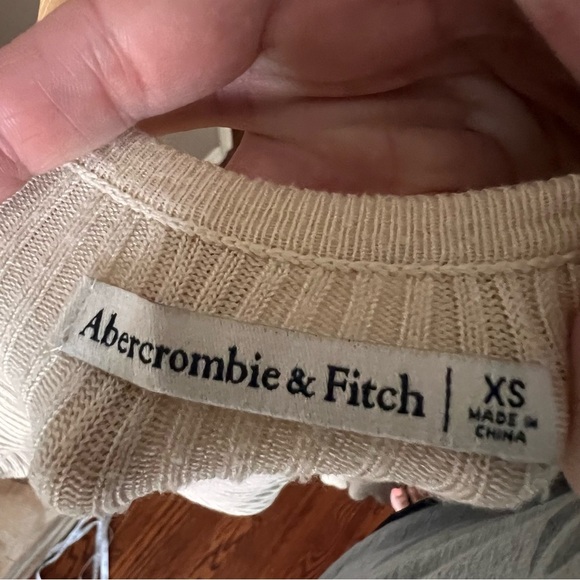 Abercrombie & Fitch | XS
MADE IN
CHINA